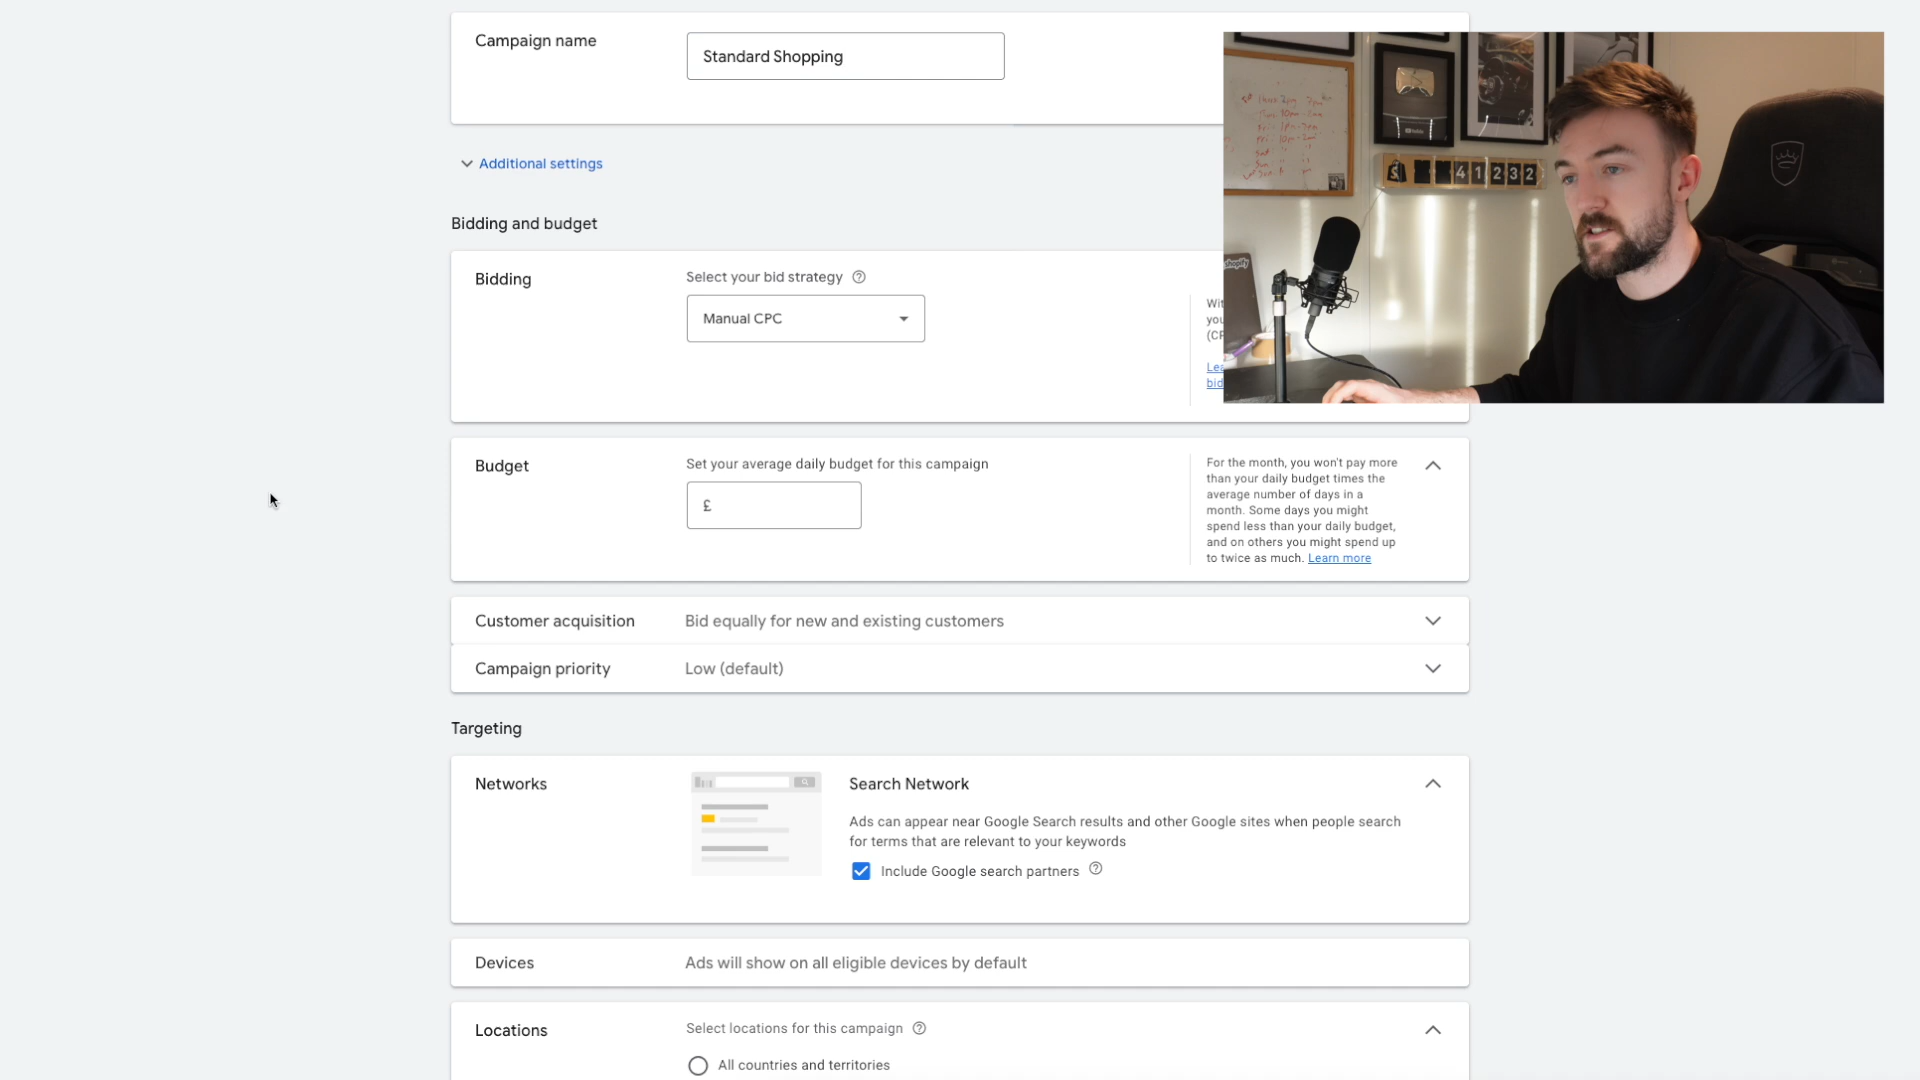 Campaign name
Standard Shopping
Additional settings
Bidding and budget
Bidding
Select your bid strategy
Manual CPC
Budget
Set your average daily budget for this campaign
£
For the month, you won't pay more
than your daily budget times the
average number of days in a
month. Some days you might
spend less than your daily budget,
and on others you might spend up
to twice as much. Learn more
Customer acquisition
Bid equally for new and existing customers
Campaign priority
Low (default)
Targeting
Networks
Search Network
Ads can appear near Google Search results and other Google sites when people search
for terms that are relevant to your keywords
Include Google search partners
Devices
Ads will show on all eligible devices by default
Locations
Select locations for this campaign
All countries and territories
41232
shopify